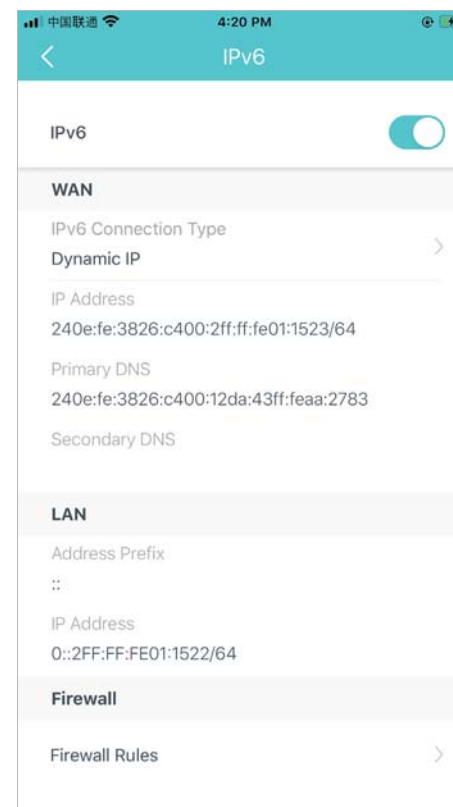 中国联通 4:20 PM
IPv6
IPv6
WAN
IPv6 Connection Type
Dynamic IP
IP Address
240e:fe:3826:c400:2ff:ff:fe01:1523/64
Primary DNS
240e:fe:3826:c400:12da:43ff:feaa:2783
Secondary DNS
LAN
Address Prefix
::
IP Address
0::2FF:FF:FE01:1522/64
Firewall
Firewall Rules